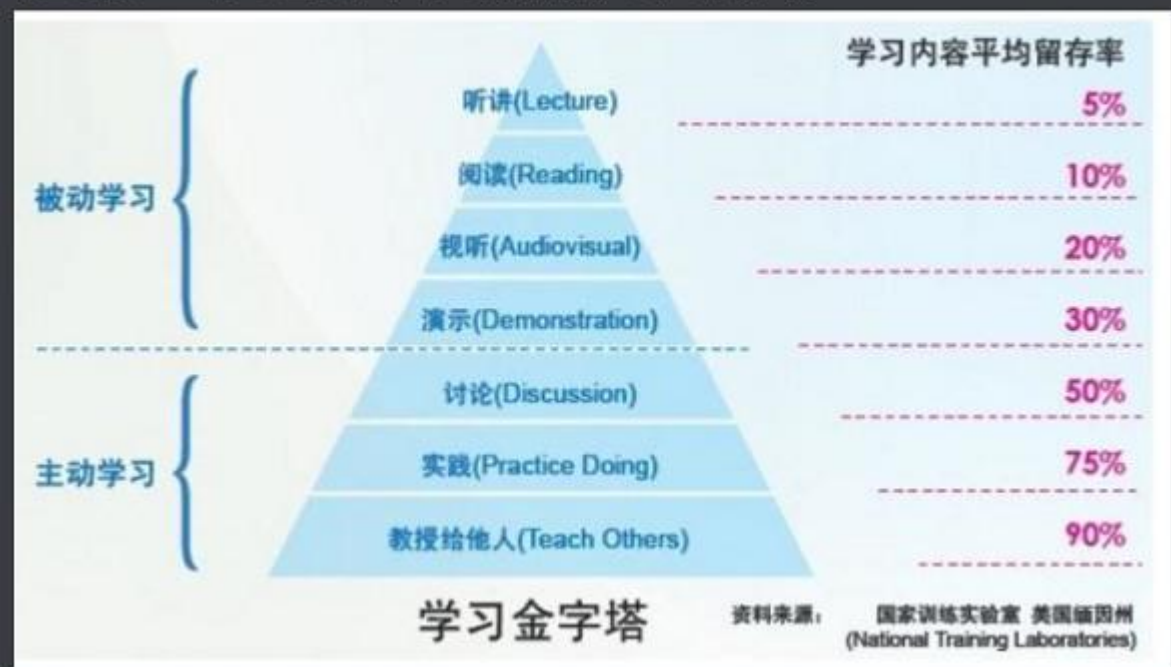 学习内容平均留存率
听讲(Lecture)
5%
阅读(Reading)
10%
被动学习
视听(Audiovisual)
20%
演示(Demonstration)
30%
讨论(Discussion)
50%
主动学习
实践(Practice Doing)
75%
教授给他人(Teach Others)
90%
学习金字塔
资料来源： 国家训练实验室 美国缅因州
(National Training Laboratories)